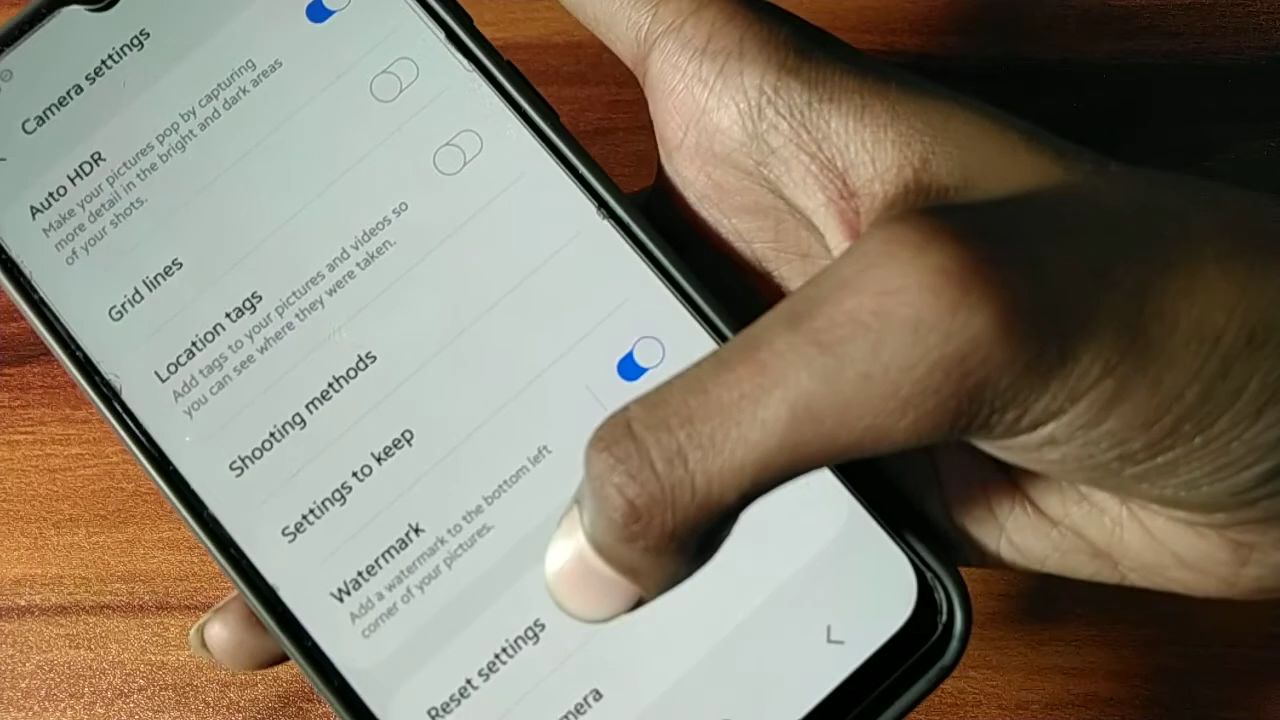 Camera settings
Auto HDR
Make your pictures pop by capturing
more detail in the bright and dark areas
of your shots.
Grid lines
Location tags
Add tags to your pictures and videos so
you can see where they were taken.
Shooting methods
Settings to keep
Watermark
Add a watermark to the bottom left
corner of your pictures.
Reset settings
mera